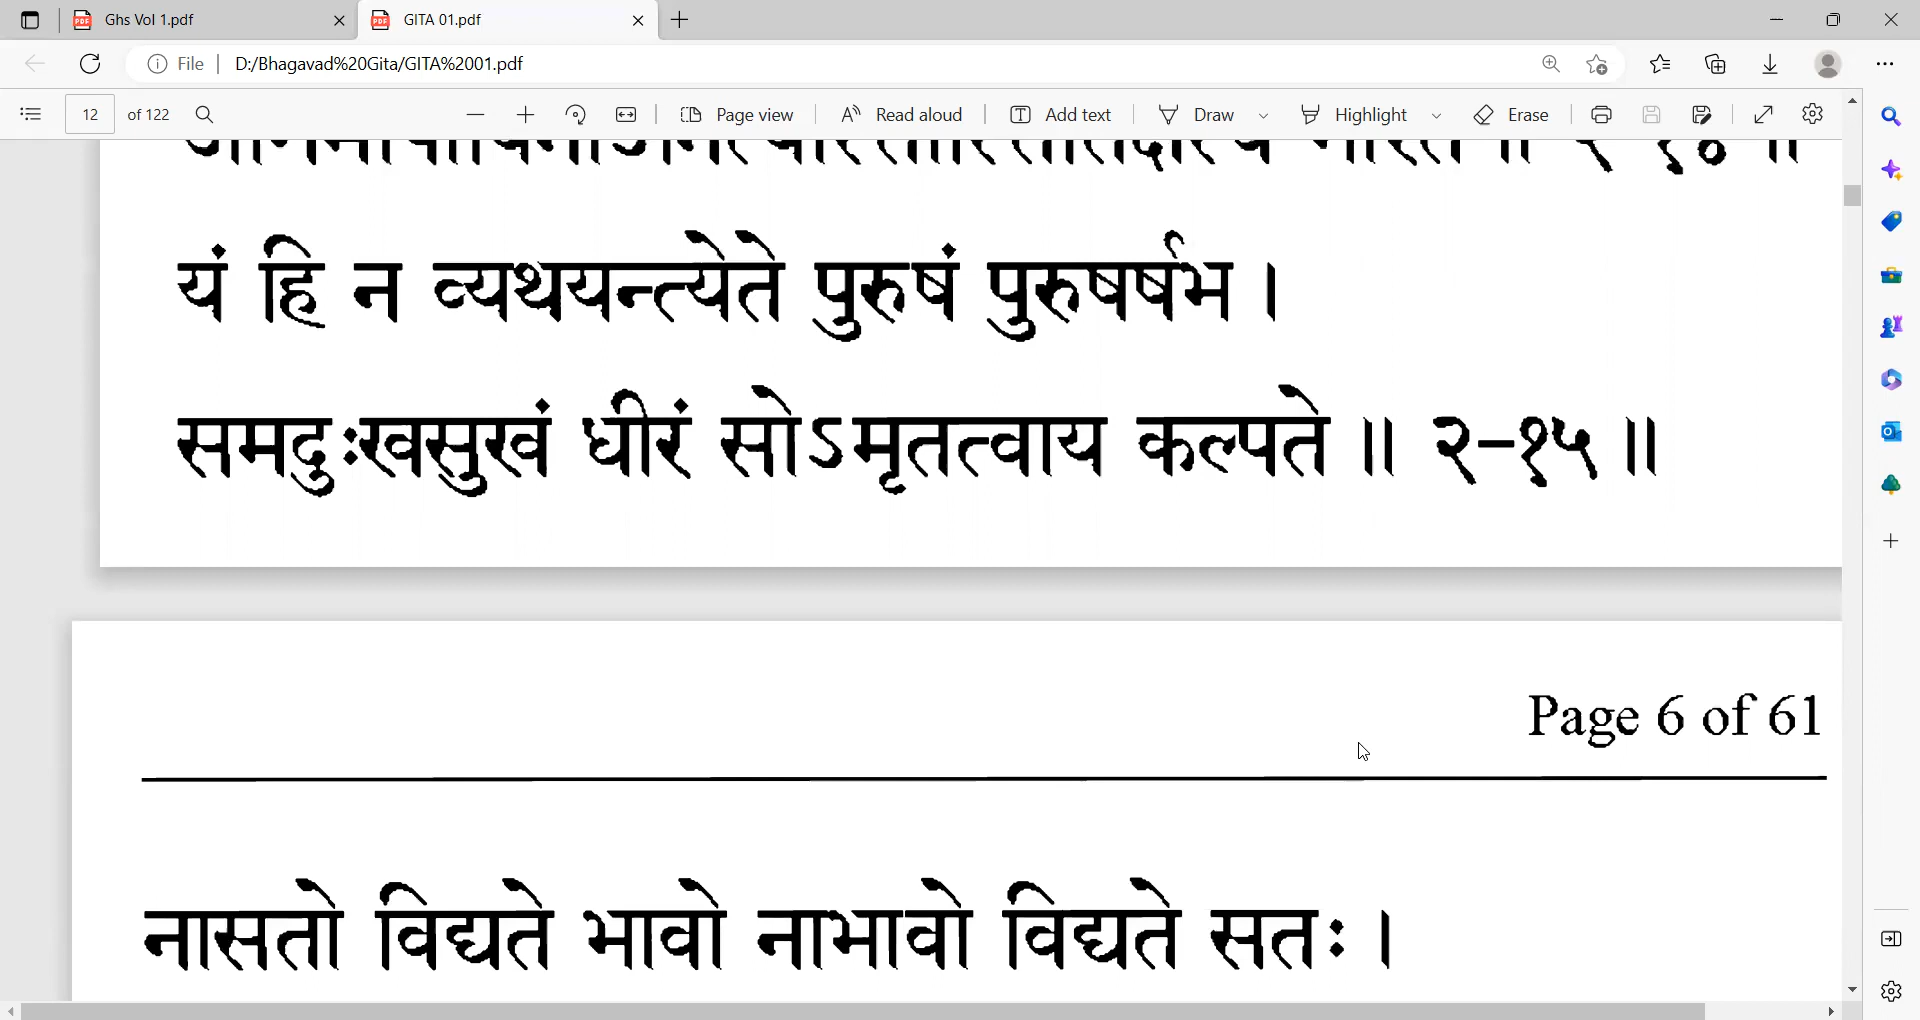 Ghs Vol 1.pdf
GITA 01.pdf
File D:/Bhagavad%20Gita/GITA%2001.pdf
12 of 122 Page view Read aloud Add text Draw Highlight Erase
यं हि न व्यथयन्त्येते पुरुषं पुरुषर्षभ ।
समदुःखसुखं धीरं सोऽमृतत्वाय कल्पते ॥ २-१५ ॥
Page 6 of 61
नासतो विद्यते भावो नाभावो विद्यते सतः ।